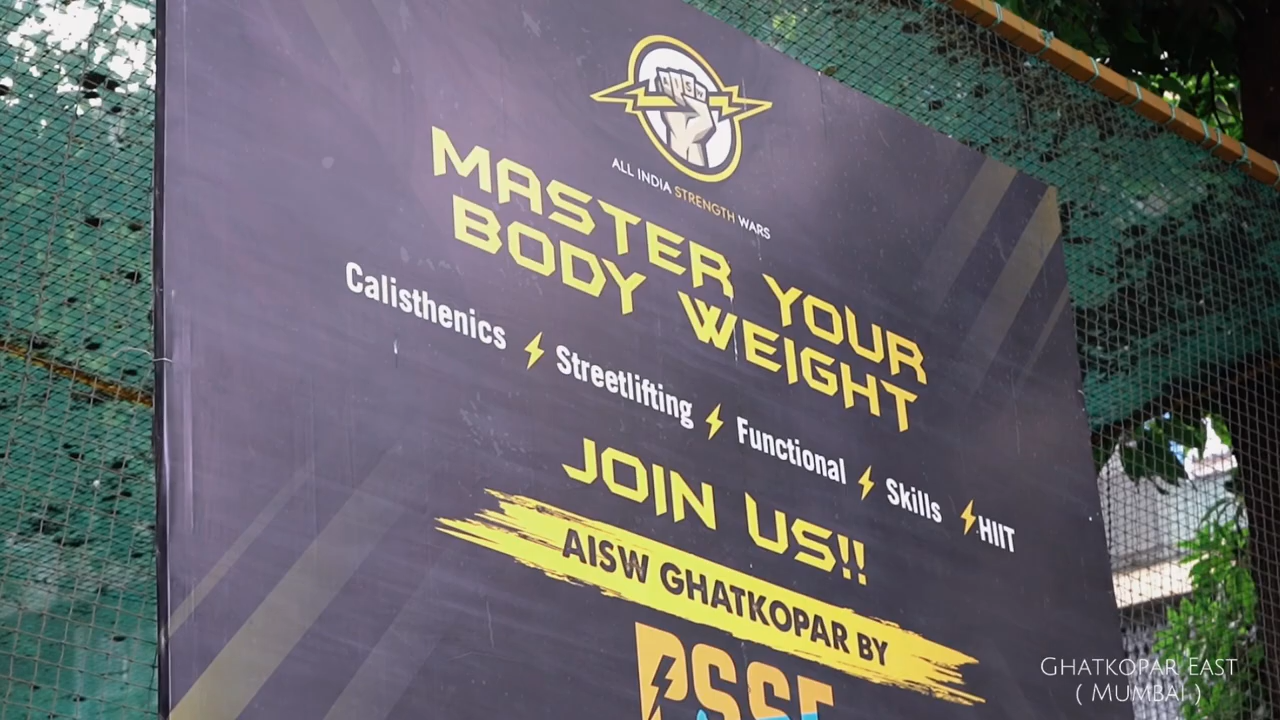 AISW
ALL INDIA STRENGTH WARS
MASTER YOUR
BODY WEIGHT
Calisthenics Streetlifting Functional Skills HIIT
JOIN US!!
AISW GHATKOPAR BY
GHATKOPAR EAST
( MUMBAI )